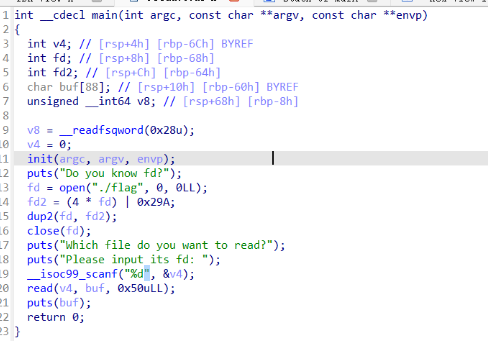 1 int __cdecl main(int argc, const char **argv, const char **envp)
2 {
3 int v4; // [rsp+4h] [rbp-6Ch] BYREF
4 int fd; // [rsp+8h] [rbp-68h]
5 int fd2; // [rsp+Ch] [rbp-64h]
6 char buf[88]; // [rsp+10h] [rbp-60h] BYREF
7 unsigned __int64 v8; // [rsp+68h] [rbp-8h]
8
9 v8 = __readfsqword(0x28u);
10 v4 = 0;
11 init(argc, argv, envp);
12 puts("Do you know fd?");
13 fd = open("./flag", 0, 0LL);
14 fd2 = (4 * fd) | 0x29A;
15 dup2(fd, fd2);
16 close(fd);
17 puts("Which file do you want to read?");
18 puts("Please input its fd: ");
19 __isoc99_scanf("%d", &v4);
20 read(v4, buf, 0x50uLL);
21 puts(buf);
22 return 0;
23 }